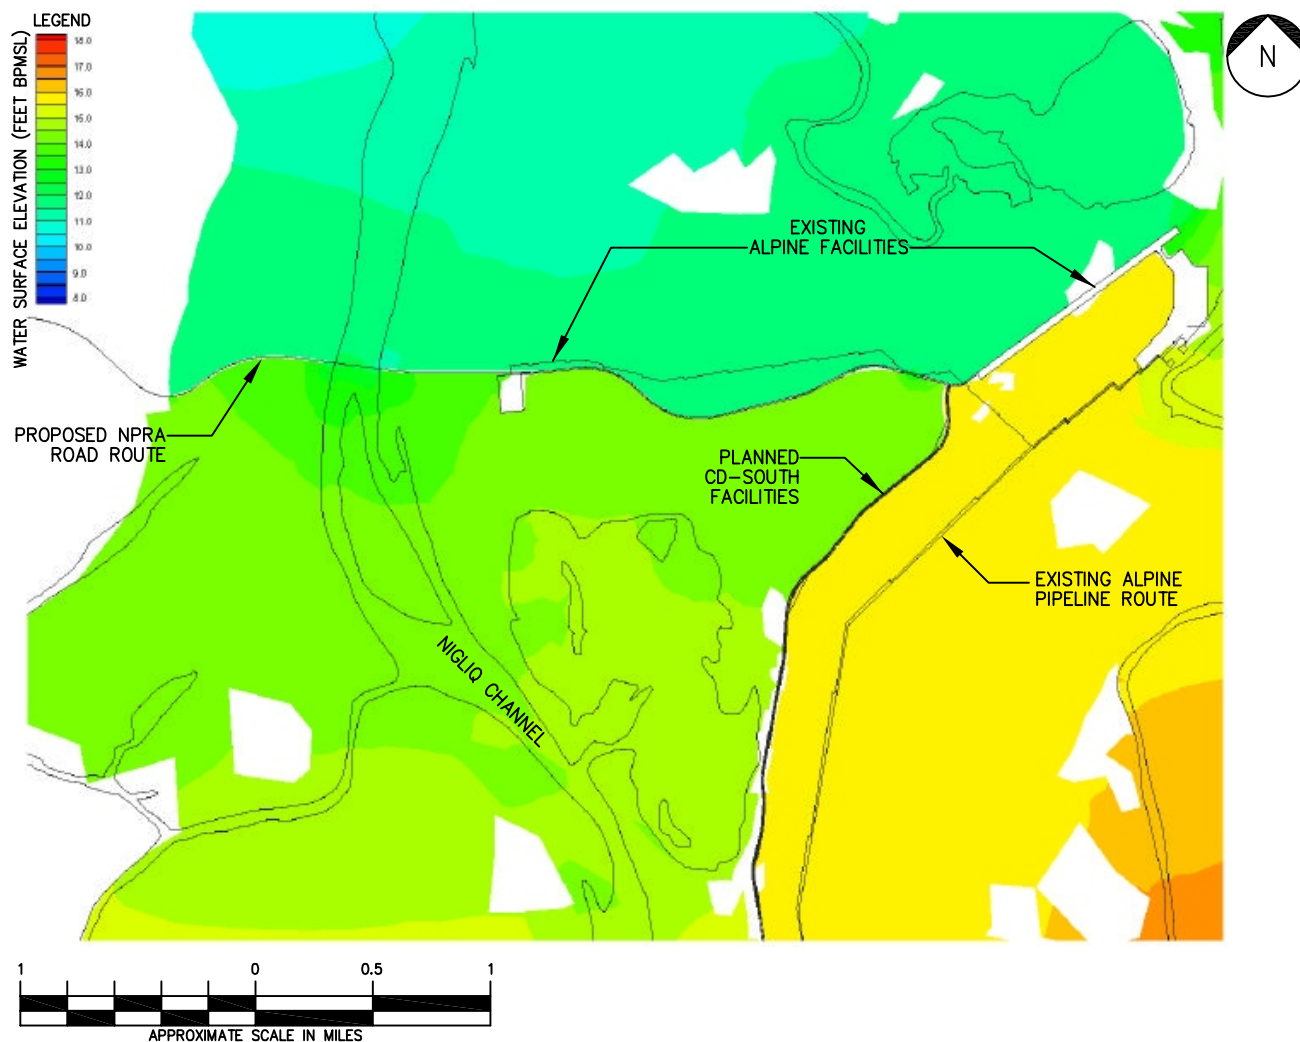 LEGEND
WATER SURFACE ELEVATION (FEET BPMSL)
18.0
17.0
16.0
15.0
14.0
13.0
12.0
11.0
10.0
9.0
8.0
N
EXISTING
ALPINE FACILITIES
PROPOSED NPRA
ROAD ROUTE
PLANNED
CD-SOUTH
FACILITIES
EXISTING ALPINE
PIPELINE ROUTE
NIGLIQ CHANNEL
1 0 0.5 1
APPROXIMATE SCALE IN MILES